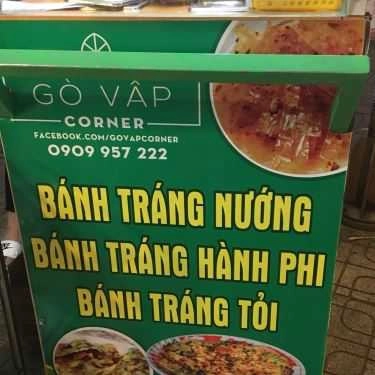 GÒ VẤP
CORNER
FACEBOOK.COM/GOVAPCORNER
0909 957 222
BÁNH TRÁNG NƯỚNG
BÁNH TRÁNG HÀNH PHI
BÁNH TRÁNG TỎI